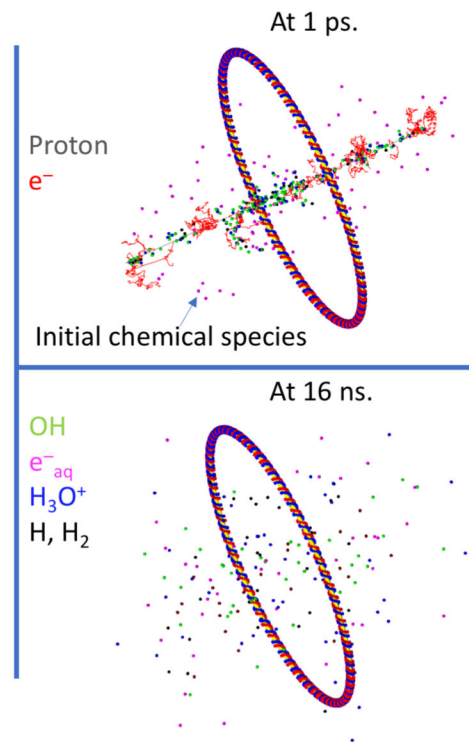 At 1 ps.
Proton
e⁻
Initial chemical species
At 16 ns.
OH
e⁻aq
H₃O⁺
H, H₂